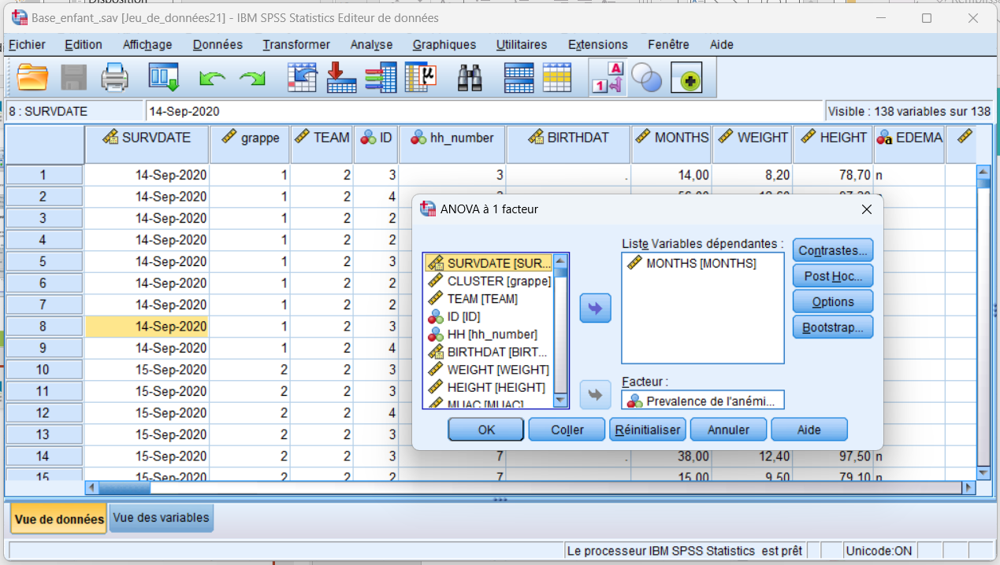 Disposition
Base_enfant_.sav [Jeu_de_données21] - IBM SPSS Statistics Editeur de données
Fichier Edition Affichage Données Transformer Analyse Graphiques Utilitaires Extensions Fenêtre Aide
8 : SURVDATE 14-Sep-2020 Visible : 138 variables sur 138
SURVDATE grappe TEAM ID hh_number BIRTHDAT MONTHS WEIGHT HEIGHT EDEMA
1 14-Sep-2020 1 2 3 3 . 14,00 8,20 78,70 n
2 14-Sep-2020 1 2 4
3 14-Sep-2020 1 2 2
4 14-Sep-2020 1 2 2
5 14-Sep-2020 1 2 3
6 14-Sep-2020 1 2 2
7 14-Sep-2020 1 2 2
8 14-Sep-2020 1 2 3
9 14-Sep-2020 1 2 4
10 15-Sep-2020 2 2 3
11 15-Sep-2020 2 2 3
12 15-Sep-2020 2 2 4
13 15-Sep-2020 2 2 2
14 15-Sep-2020 2 2 3 7 . 38,00 12,40 97,50 n
15 15-Sep-2020 2 2 2 7 15,00 9,50 79,10 n
ANOVA à 1 facteur
SURVDATE [SUR...
CLUSTER [grappe]
TEAM [TEAM]
ID [ID]
HH [hh_number]
BIRTHDAT [BIRT...
WEIGHT [WEIGHT]
HEIGHT [HEIGHT]
MUAC [MUAC]
Liste Variables dépendantes :
MONTHS [MONTHS]
Facteur :
Prevalence de l'anémi...
Contrastes...
Post Hoc...
Options
Bootstrap...
OK Coller Réinitialiser Annuler Aide
Vue de données Vue des variables
Le processeur IBM SPSS Statistics est prêt Unicode:ON